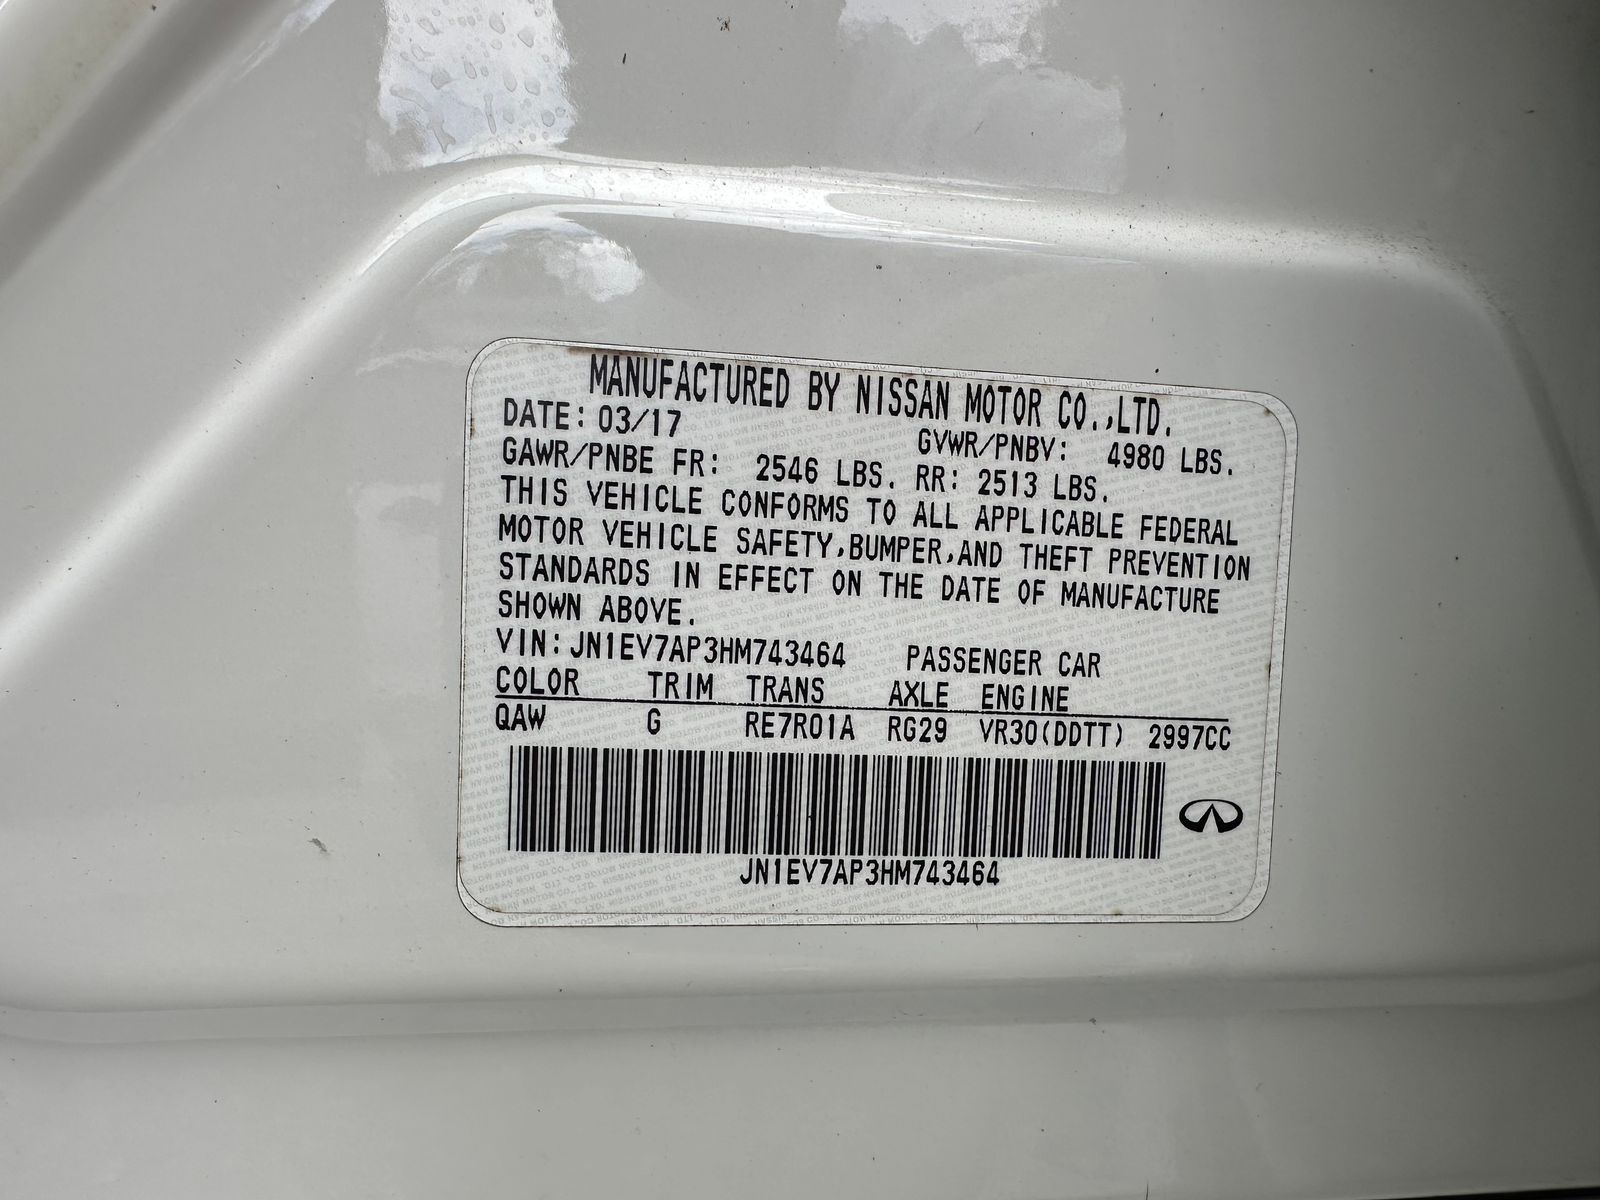 MANUFACTURED BY NISSAN MOTOR CO.,LTD.
DATE: 03/17 GVWR/PNBV: 4980 LBS.
GAWR/PNBE FR: 2546 LBS. RR: 2513 LBS.
THIS VEHICLE CONFORMS TO ALL APPLICABLE FEDERAL
MOTOR VEHICLE SAFETY,BUMPER,AND THEFT PREVENTION
STANDARDS IN EFFECT ON THE DATE OF MANUFACTURE
SHOWN ABOVE.
VIN:JN1EV7AP3HM743464 PASSENGER CAR
COLOR TRIM TRANS AXLE ENGINE
QAW G RE7R01A RG29 VR30(DDTT) 2997CC
JN1EV7AP3HM743464